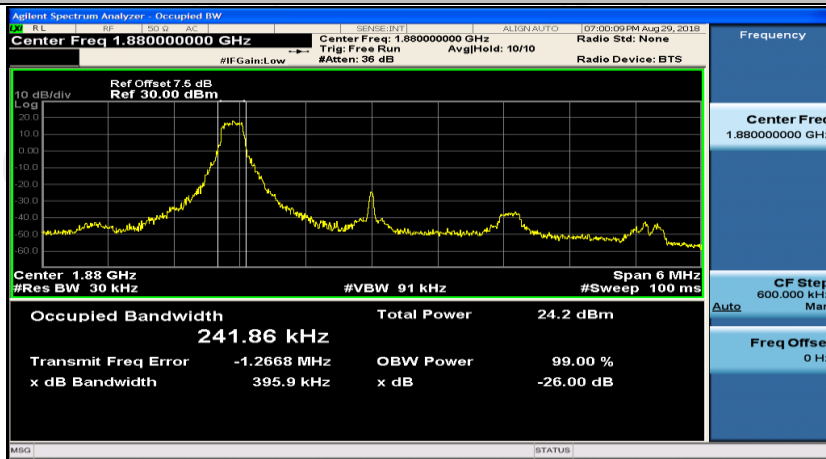 Agilent Spectrum Analyzer - Occupied BW
LXI RL RF 50 Ω AC SENSE:INT ALIGN AUTO 07:00:09 PM Aug 29, 2018
Center Freq 1.880000000 GHz
Center Freq: 1.880000000 GHz
Radio Std: None
Trig: Free Run Avg|Hold: 10/10
#IFGain:Low
#Atten: 36 dB
Radio Device: BTS
Ref Offset 7.5 dB
10 dB/div Ref 30.00 dBm
Log
20.0
10.0
0.00
-10.0
-20.0
-30.0
-40.0
-50.0
-60.0
Center 1.88 GHz Span 6 MHz
#Res BW 30 kHz #VBW 91 kHz #Sweep 100 ms
Occupied Bandwidth Total Power 24.2 dBm
241.86 kHz
Transmit Freq Error -1.2668 MHz OBW Power 99.00 %
x dB Bandwidth 395.9 kHz x dB -26.00 dB
MSG STATUS
Frequency
Center Freq
1.880000000 GHz
CF Step
600.000 kHz
Auto Man
Freq Offset
0 Hz